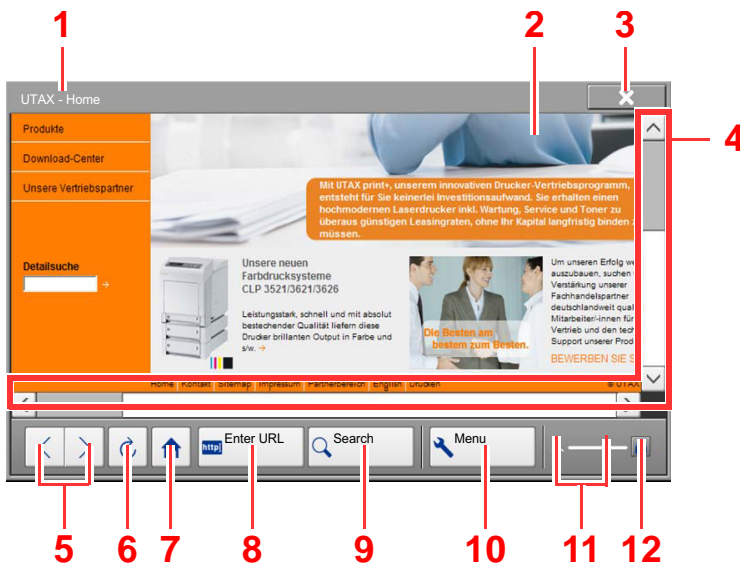 1
2
3
UTAX - Home
4
Produkte
Download-Center
Unsere Vertriebspartner
Mit UTAX print+, unserem innovativen Drucker-Vertriebsprogramm,
entsteht für Sie keinerlei Investitionsaufwand. Sie erhalten einen
hochmodernen Laserdrucker inkl. Wartung, Service und Toner zu
überaus günstigen Leasingraten, ohne Ihr Kapital langfristig binden z
müssen.
Detailsuche
Unsere neuen
Farbdrucksysteme
CLP 3521/3621/3626
Leistungsstark, schnell und mit absolut
bestechender Qualität liefern diese
Drucker brillanten Output in Farbe und
s/w.
Die Besten am
bestem zum Besten.
Um unseren Erfolg we
auszubauen, suchen
Verstärkung unserer
Fachhandelspartner
deutschlandweit qual
Mitarbeiter/-innen für
Vertrieb und den tech
Support unserer Prod
BEWERBEN SIE S
Home | Kontakt | Sitemap | Impressum | Partnerbereich | English | Drucken © UTAX
http Enter URL
Search
Menu
5
6
7
8
9
10
11
12